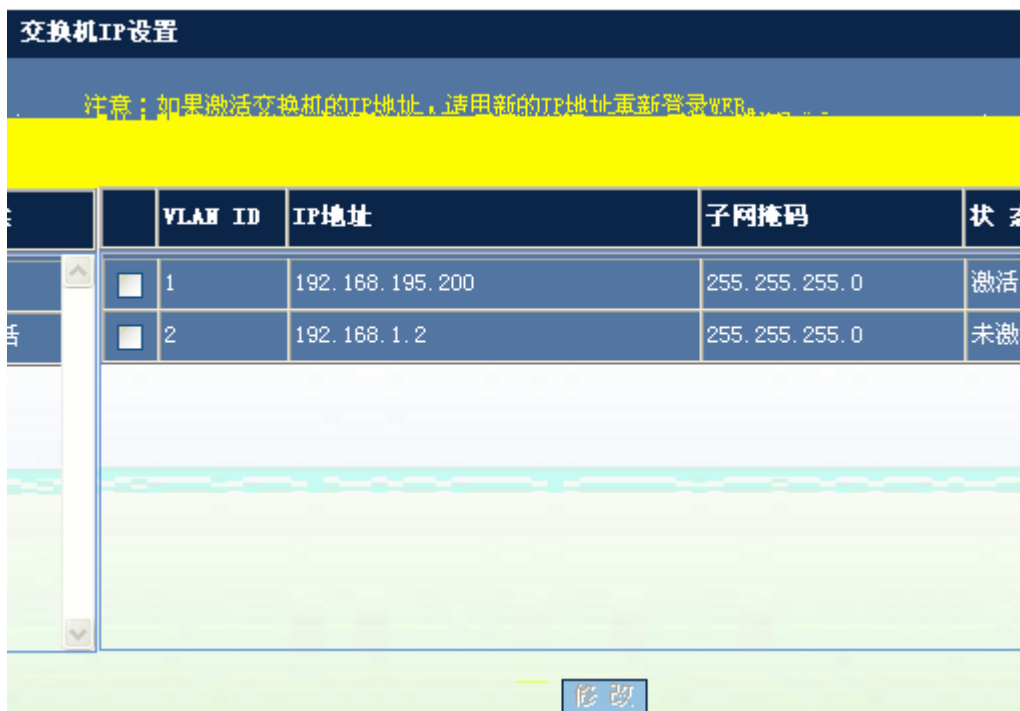 交换机IP设置
注意：如果激活交换机的IP地址，请用新的IP地址重新登录WEB。
VLAN ID IP地址 子网掩码 状
1 192.168.195.200 255.255.255.0 激活
活 2 192.168.1.2 255.255.255.0 未激
修 改